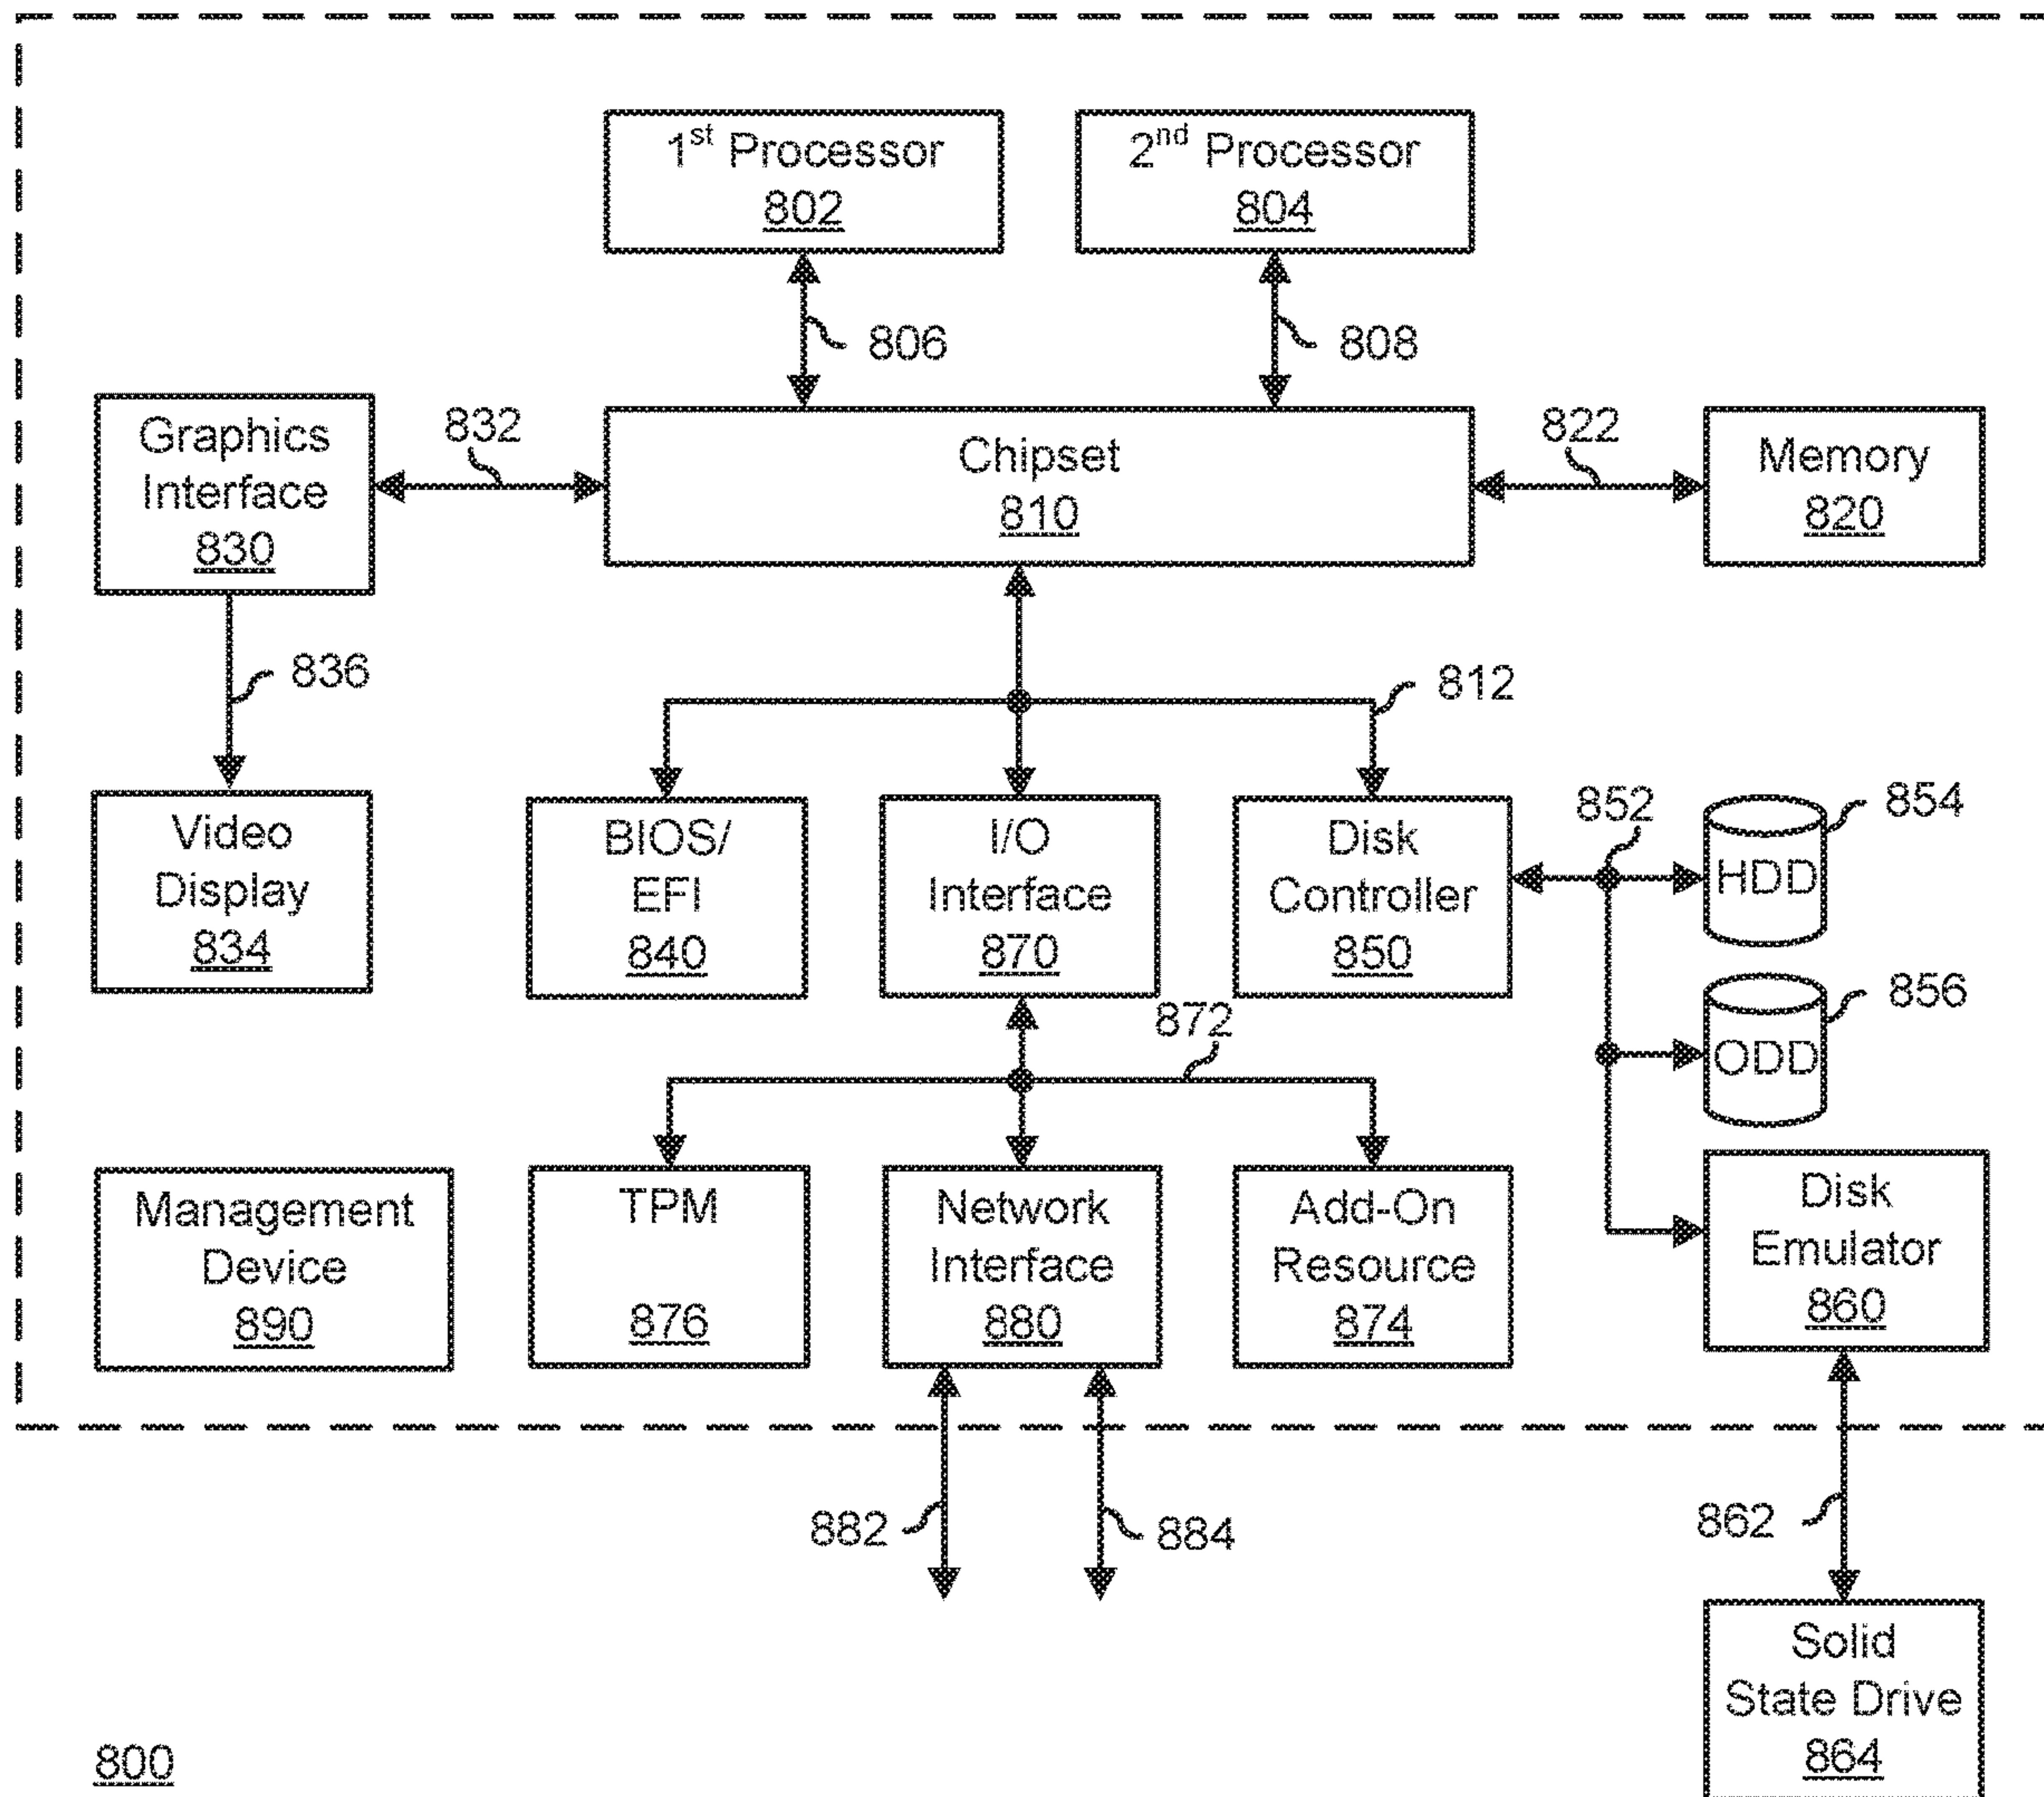 1st Processor
802
2nd Processor
804
806
808
Graphics
Interface
830
832
Chipset
810
822
Memory
820
836
812
Video
Display
834
BIOS/
EFI
840
I/O
Interface
870
Disk
Controller
850
852
HDD
854
872
ODD
856
Management
Device
890
TPM
876
Network
Interface
880
Add-On
Resource
874
Disk
Emulator
860
882
884
862
Solid
State Drive
864
800